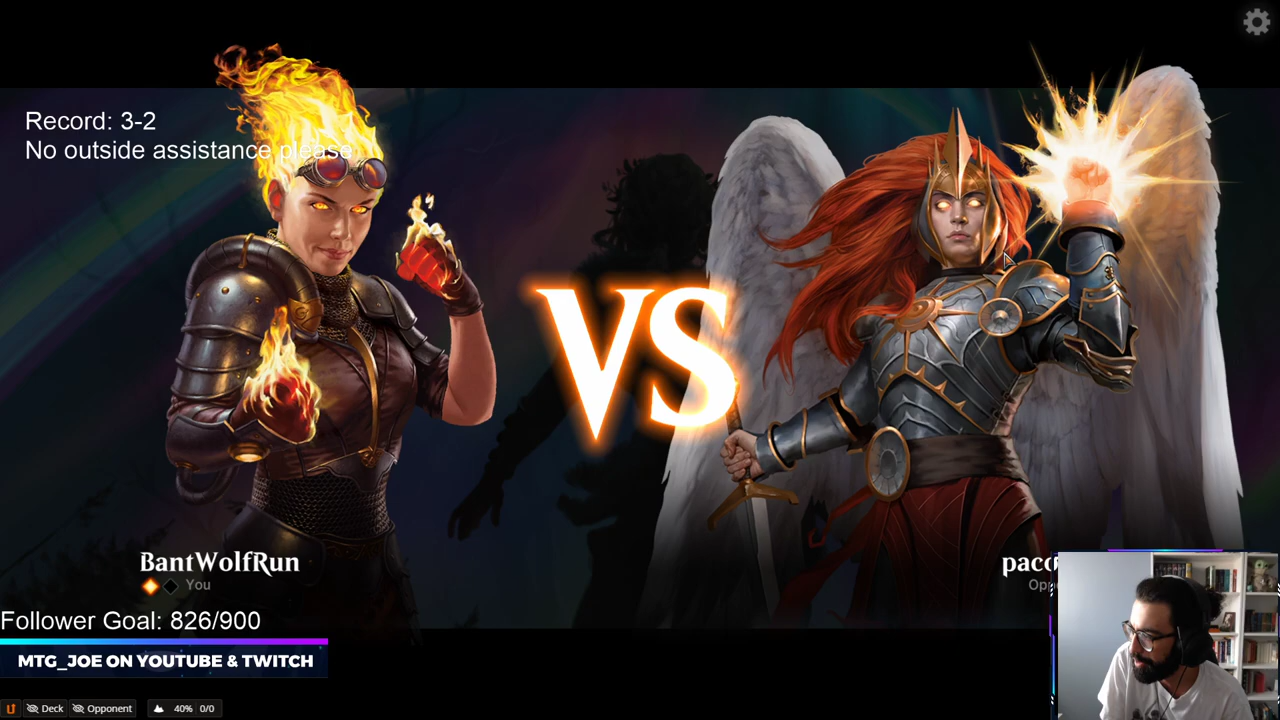 Record: 3-2
No outside assistance please
VS
BantWolfRun
You
Follower Goal: 826/900
MTG_JOE ON YOUTUBE & TWITCH
Deck
Opponent
40% 0/0